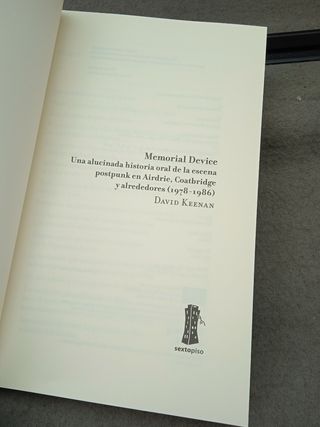 Memorial Device
Una alucinada historia oral de la escena
postpunk en Airdrie, Coatbridge
y alrededores (1978-1986)
David Keenan
sextopiso